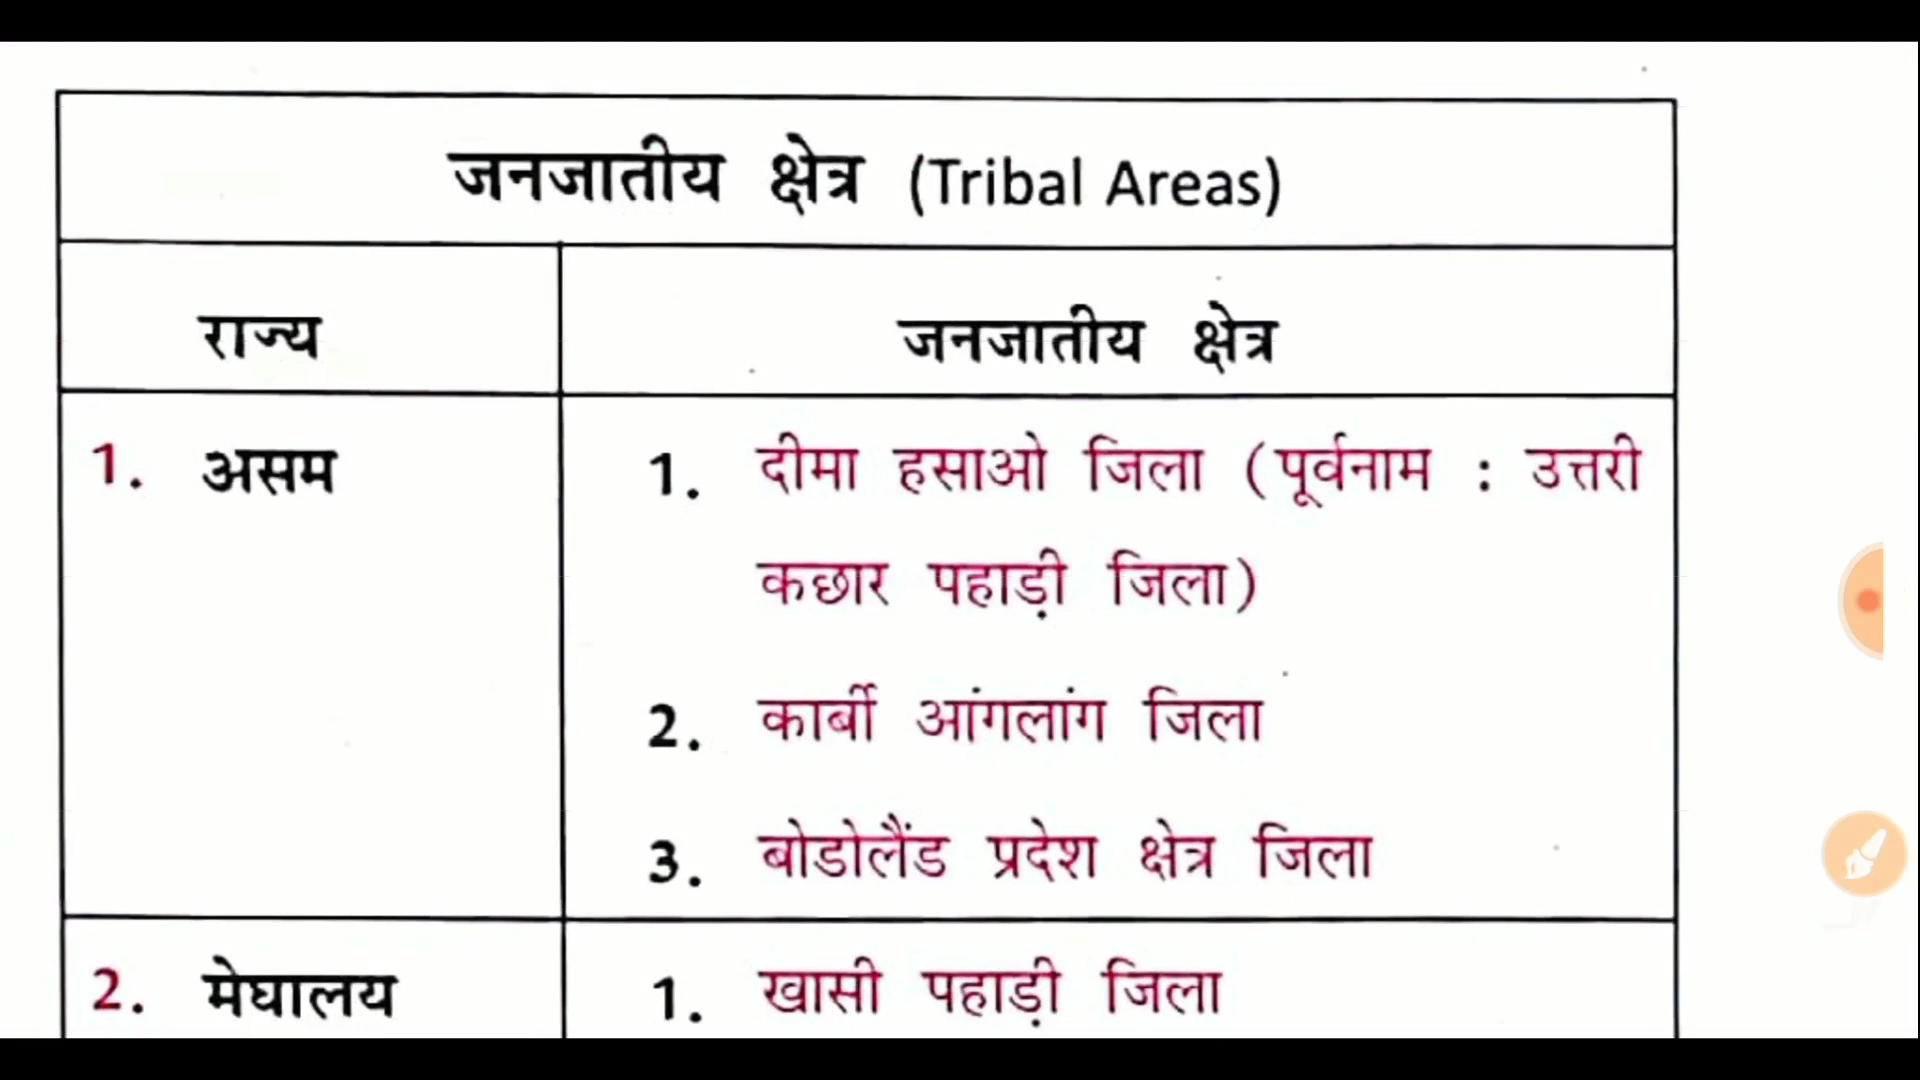 जनजातीय क्षेत्र (Tribal Areas)
राज्य
जनजातीय क्षेत्र
1. असम
1. दीमा हसाओ जिला (पूर्वनाम : उत्तरी
कछार पहाड़ी जिला)
2. कार्बी आंगलांग जिला
3. बोडोलैंड प्रदेश क्षेत्र जिला
2. मेघालय
1. खासी पहाड़ी जिला